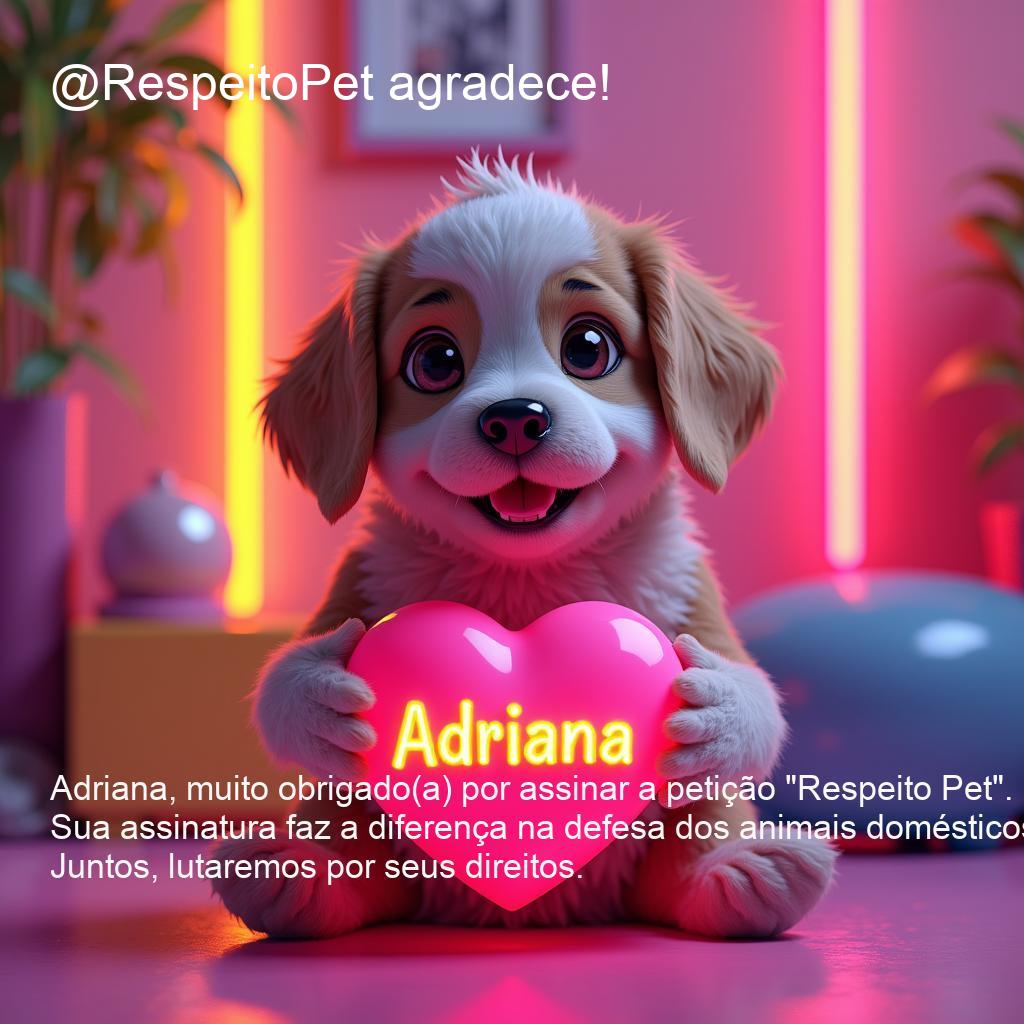 @RespeitoPet agradece!
Adriana
Adriana, muito obrigado(a) por assinar a petição "Respeito Pet".
Sua assinatura faz a diferença na defesa dos animais domésticos
Juntos, lutaremos por seus direitos.